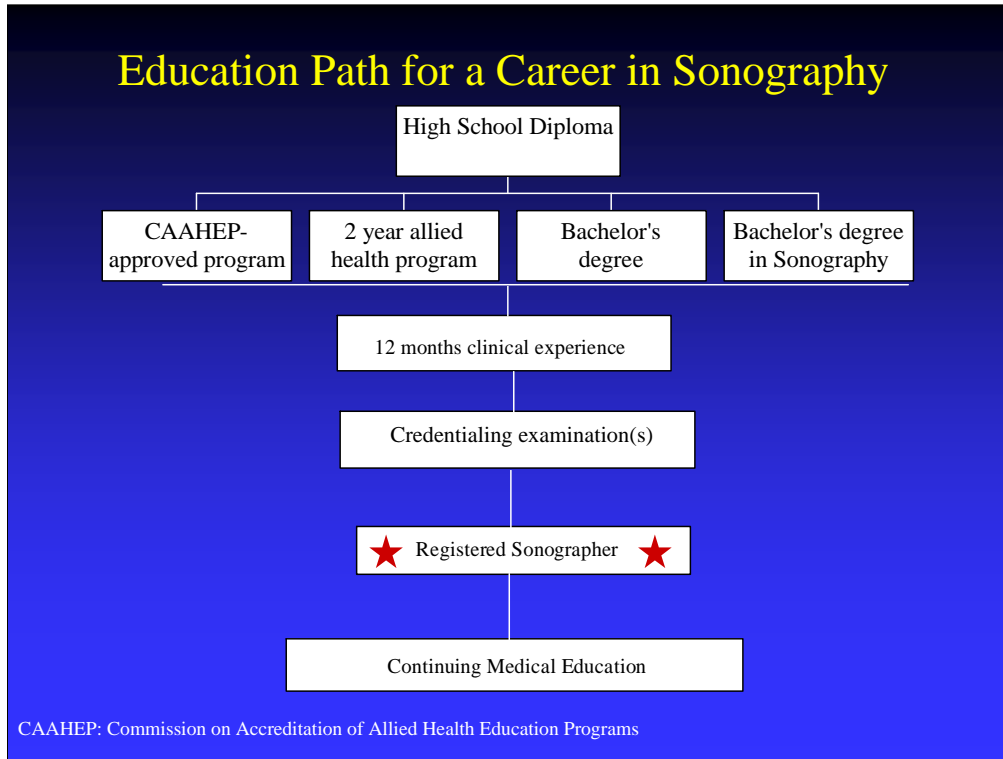 Education Path for a Career in Sonography
High School Diploma
CAAHEP-
approved program
2 year allied
health program
Bachelor's
degree
Bachelor's degree
in Sonography
12 months clinical experience
Credentialing examination(s)
Registered Sonographer
Continuing Medical Education
CAAHEP: Commission on Accreditation of Allied Health Education Programs